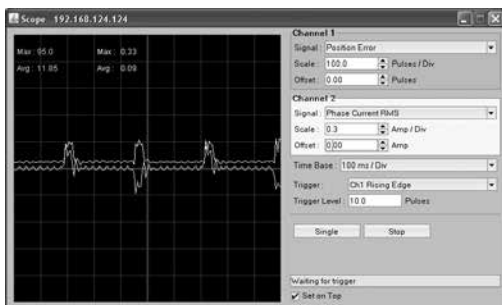 Scope 192.168.124.124
Max : 95.0
Max : 0.33
Avg : 11.85
Avg : 0.09
Channel 1
Signal : Position Error
Scale : 100.0 Pulses / Div
Offset : 0.00 Pulses
Channel 2
Signal : Phase Current RMS
Scale : 0.3 Amp / Div
Offset : 0.00 Amp
Time Base : 100 ms / Div
Trigger : Ch1 Rising Edge
Trigger Level : 10.0 Pulses
Single Stop
Waiting for trigger
Set on Top